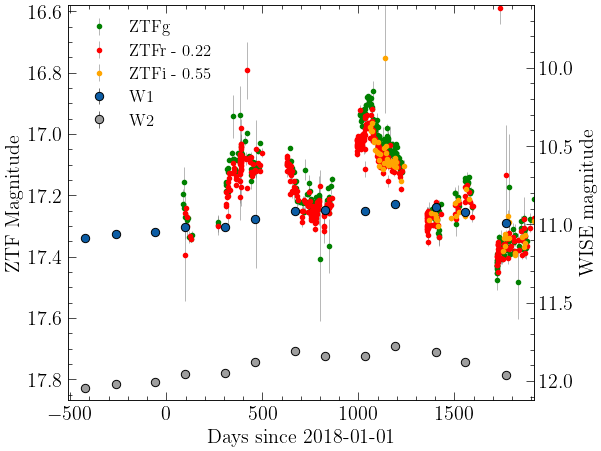 ZTFg
ZTFr - 0.22
ZTFi - 0.55
W1
W2
16.6
16.8
17.0
17.2
17.4
17.6
17.8
ZTF Magnitude
10.0
10.5
11.0
11.5
12.0
WISE magnitude
−500
0
500
1000
1500
Days since 2018-01-01